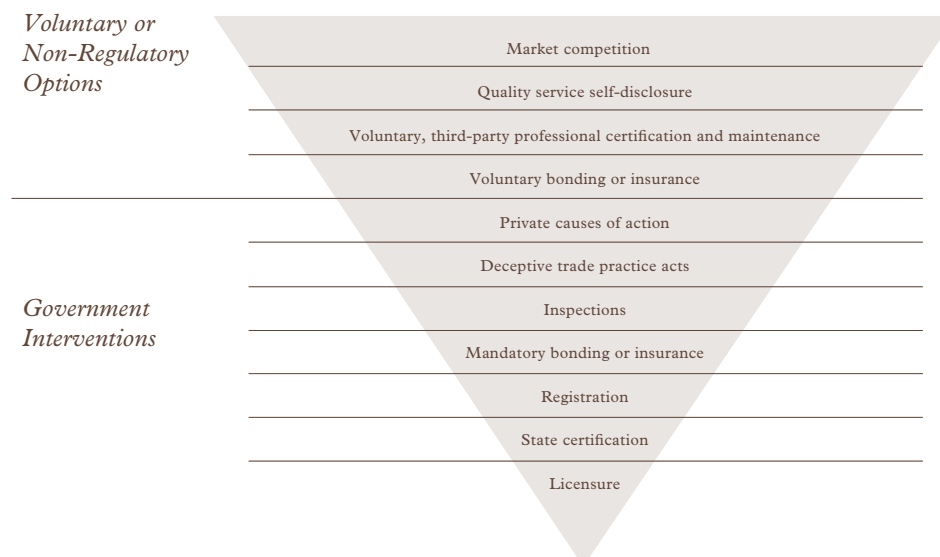 Voluntary or
Non-Regulatory
Options
Market competition
Quality service self-disclosure
Voluntary, third-party professional certification and maintenance
Voluntary bonding or insurance
Government
Interventions
Private causes of action
Deceptive trade practice acts
Inspections
Mandatory bonding or insurance
Registration
State certification
Licensure